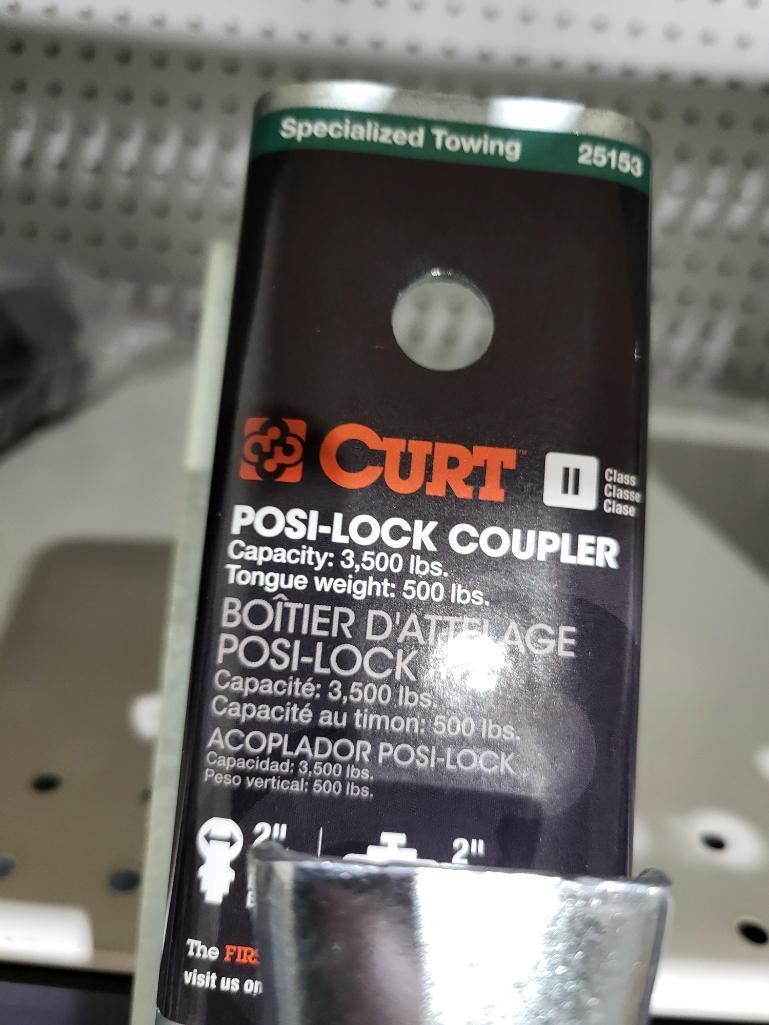 Specialized Towing 25153
CURT™ II Class
Classe
Clase
POSI-LOCK COUPLER
Capacity: 3,500 lbs.
Tongue weight: 500 lbs.
BOÎTIER D'ATTELAGE
POSI-LOCK
Capacité: 3,500 lbs.
Capacité au timon: 500 lbs.
ACOPLADOR POSI-LOCK
Capacidad: 3,500 lbs.
Peso vertical: 500 lbs.
2" 2"
The
visit us on